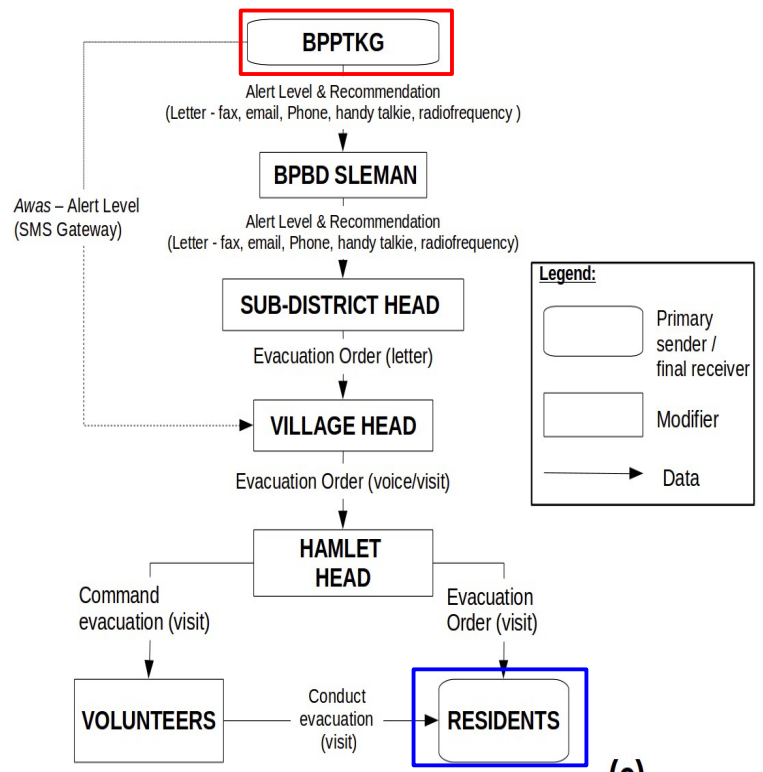 BPPTKG
Alert Level & Recommendation
(Letter - fax, email, Phone, handy talkie, radiofrequency )
BPBD SLEMAN
Awas – Alert Level
(SMS Gateway)
Alert Level & Recommendation
(Letter - fax, email, Phone, handy talkie, radiofrequency)
SUB-DISTRICT HEAD
Evacuation Order (letter)
VILLAGE HEAD
Evacuation Order (voice/visit)
HAMLET
HEAD
Command
evacuation (visit)
Evacuation
Order (visit)
VOLUNTEERS
Conduct
evacuation
(visit)
RESIDENTS
Legend:
Primary
sender /
final receiver
Modifier
Data